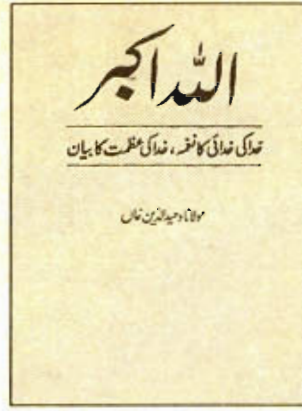 اللہ اکبر
خدا کی خدائی کا نغمہ، خدا کی عظمت کا بیان
مولانا وحید الدین خاں